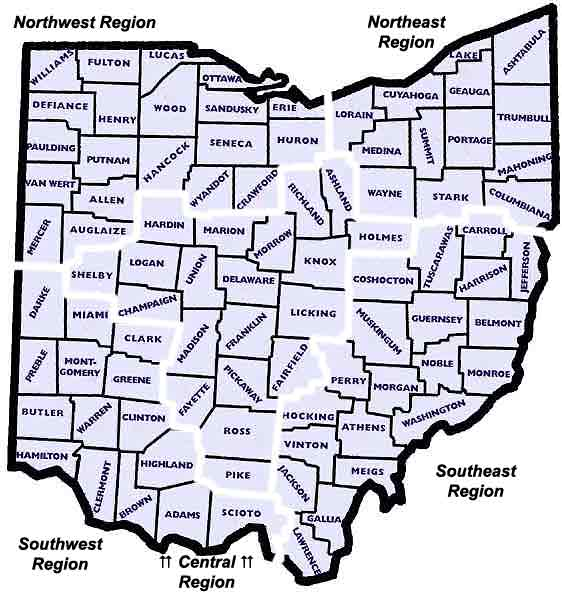 Northwest Region
Northeast
Region
WILLIAMS
FULTON
LUCAS
OTTAWA
LAKE
ASHTABULA
DEFIANCE
HENRY
WOOD
SANDUSKY
ERIE
LORAIN
CUYAHOGA
GEAUGA
TRUMBULL
PAULDING
PUTNAM
HANCOCK
SENECA
HURON
MEDINA
SUMMIT
PORTAGE
MAHONING
VAN WERT
ALLEN
WYANDOT
CRAWFORD
RICHLAND
ASHLAND
WAYNE
STARK
COLUMBIANA
MERCER
AUGLAIZE
HARDIN
MARION
MORROW
HOLMES
TUSCARAWAS
CARROLL
JEFFERSON
SHELBY
LOGAN
UNION
DELAWARE
KNOX
COSHOCTON
HARRISON
DARKE
MIAMI
CHAMPAIGN
CLARK
MADISON
FRANKLIN
LICKING
MUSKINGUM
GUERNSEY
BELMONT
PREBLE
MONT-
GOMERY
GREENE
FAYETTE
PICKAWAY
FAIRFIELD
PERRY
MORGAN
NOBLE
MONROE
BUTLER
WARREN
CLINTON
ROSS
HOCKING
ATHENS
WASHINGTON
HAMILTON
CLERMONT
HIGHLAND
PIKE
VINTON
MEIGS
BROWN
ADAMS
SCIOTO
JACKSON
GALLIA
LAWRENCE
Southeast
Region
Southwest
Region
⇈ Central ⇈
Region